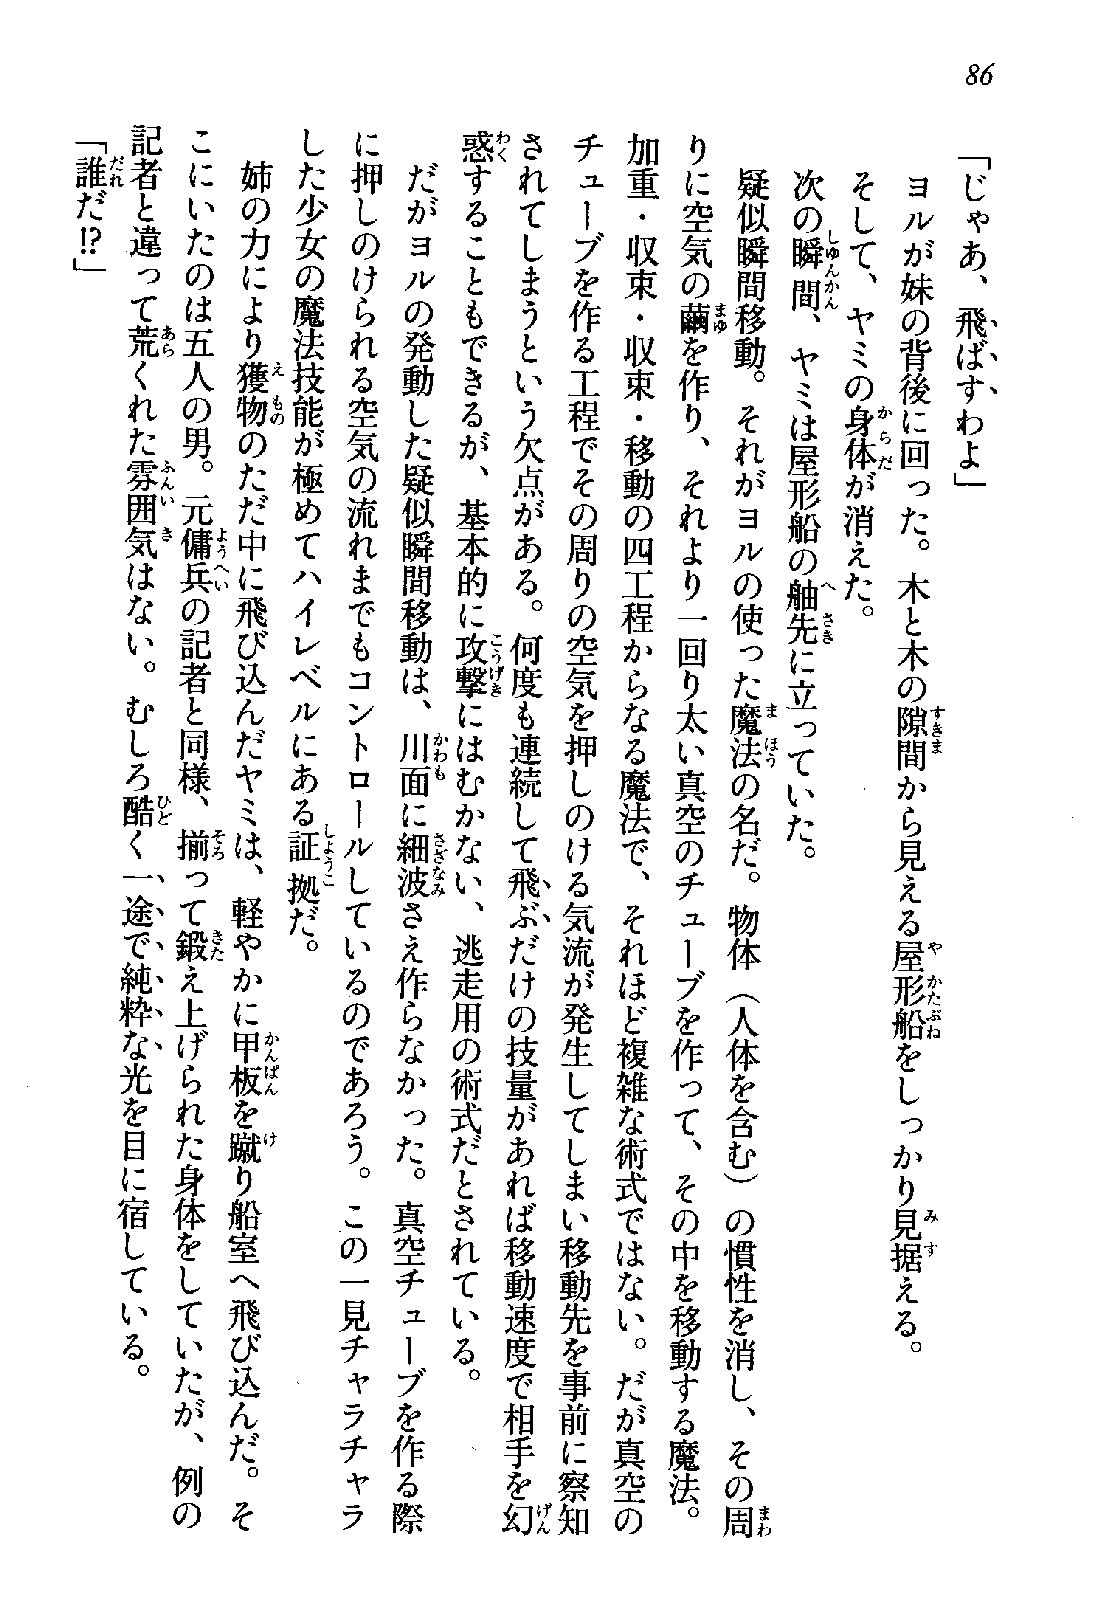 86
「じゃあ、飛ばすわよ」
ヨルが妹の背後に回った。木と木の隙間から見える屋形船をしっかり見据える。
そして、ヤミの身体が消えた。
次の瞬間、ヤミは屋形船の舳先に立っていた。
疑似瞬間移動。それがヨルの使った魔法の名だ。物体（人体を含む）の慣性を消し、その周
りに空気の繭を作り、それより一回り太い真空のチューブを作って、その中を移動する魔法。
加重・収束・収束・移動の四工程からなる魔法で、それほど複雑な術式ではない。だが真空の
チューブを作る工程でその周りの空気を押しのける気流が発生してしまい移動先を事前に察知
されてしまうという欠点がある。何度も連続して飛ぶだけの技量があれば移動速度で相手を幻
惑することもできるが、基本的に攻撃にはむかない、逃走用の術式だとされている。
だがヨルの発動した疑似瞬間移動は、川面に細波さえ作らなかった。真空チューブを作る際
に押しのけられる空気の流れまでもコントロールしているのであろう。この一見チャラチャラ
した少女の魔法技能が極めてハイレベルにある証拠だ。
姉の力により獲物のただ中に飛び込んだヤミは、軽やかに甲板を蹴り船室へ飛び込んだ。そ
こにいたのは五人の男。元傭兵の記者と同様、揃って鍛え上げられた身体をしていたが、例の
記者と違って荒くれた雰囲気はない。むしろ酷く一途で純粋な光を目に宿している。
「誰だ!?」